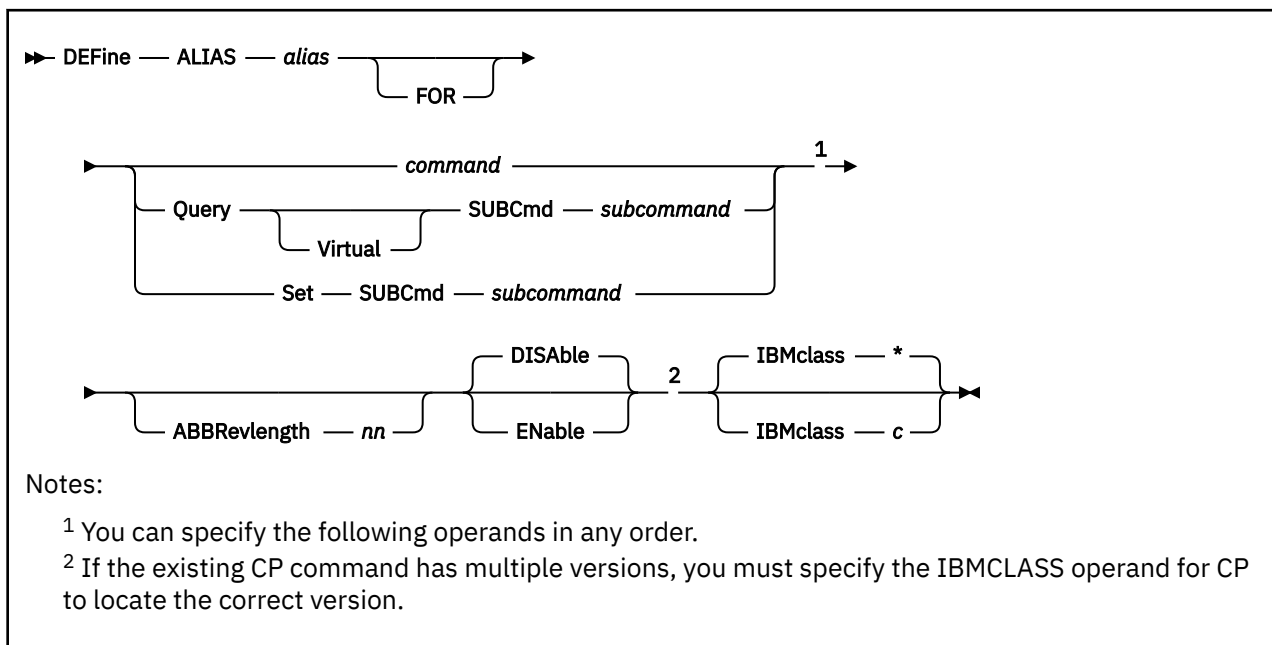 DEFine ALIAS alias
FOR
command 1
Query SUBCmd subcommand
Virtual
Set SUBCmd subcommand
DISAble IBMclass *
2
ABBRevlength nn ENable IBMclass c
Notes:
1 You can specify the following operands in any order.
2 If the existing CP command has multiple versions, you must specify the IBMCLASS operand for CP
to locate the correct version.